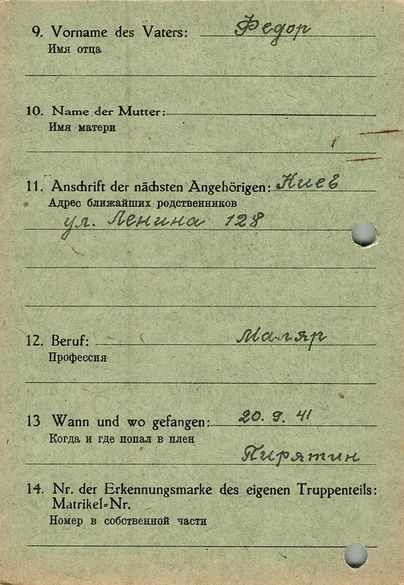 9. Vorname des Vaters: Федор
Имя отца
10. Name der Mutter:
Имя матери
11. Anschrift der nächsten Angehörigen: Киев
Адрес ближайших родственников
ул. Ленина 128
12. Beruf: Маляр
Профессия
13 Wann und wo gefangen: 20. 9. 41
Когда и где попал в плен
Пирятин
14. Nr. der Erkennungsmarke des eigenen Truppenteils:
Matrikel-Nr.
Номер в собственной части